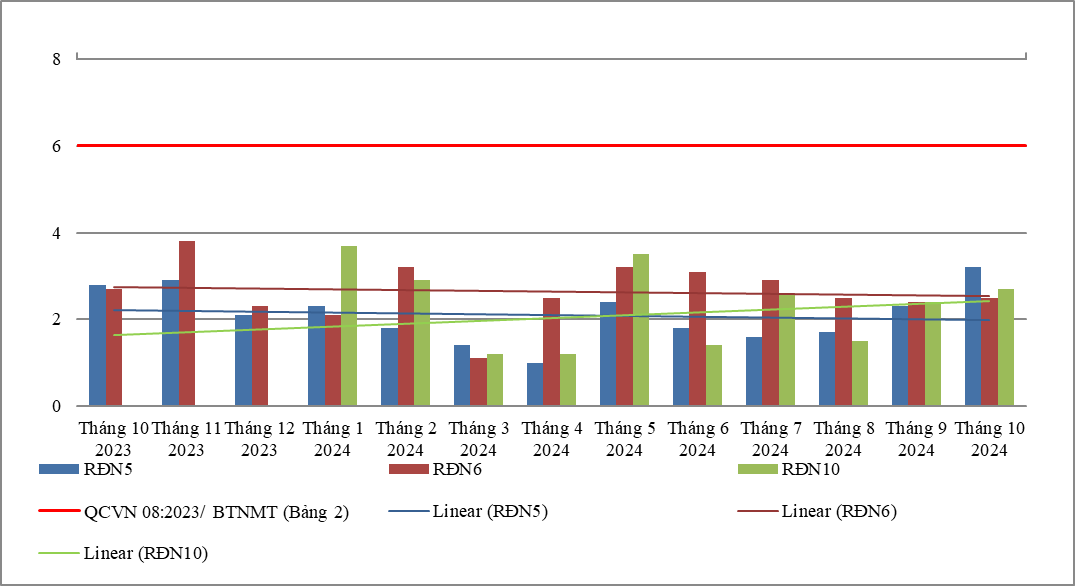 8
6
4
2
0
Tháng 10 Tháng 11 Tháng 12 Tháng 1 Tháng 2 Tháng 3 Tháng 4 Tháng 5 Tháng 6 Tháng 7 Tháng 8 Tháng 9 Tháng 10
2023 2023 2023 2024 2024 2024 2024 2024 2024 2024 2024 2024 2024
RĐN5 RĐN6 RĐN10
QCVN 08:2023/ BTNMT (Bảng 2) Linear (RĐN5) Linear (RĐN6)
Linear (RĐN10)